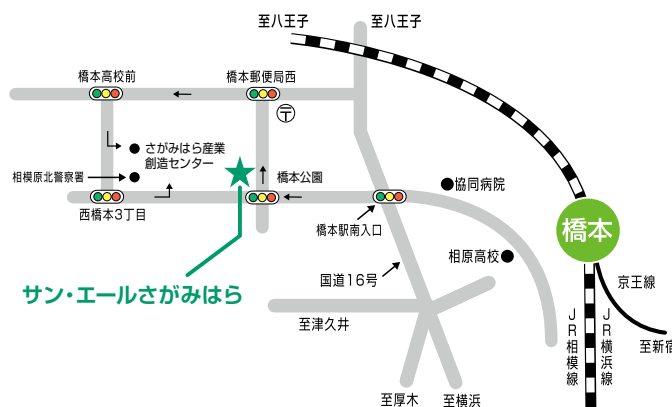 至八王子
至八王子
橋本高校前
橋本郵便局西
〒
さがみはら産業
創造センター
相模原北警察署
橋本公園
西橋本3丁目
協同病院
橋本駅南入口
橋本
相原高校
国道16号
サン・エールさがみはら
京王線
至津久井
JR相模線
JR横浜線
至新宿
至厚木
至横浜